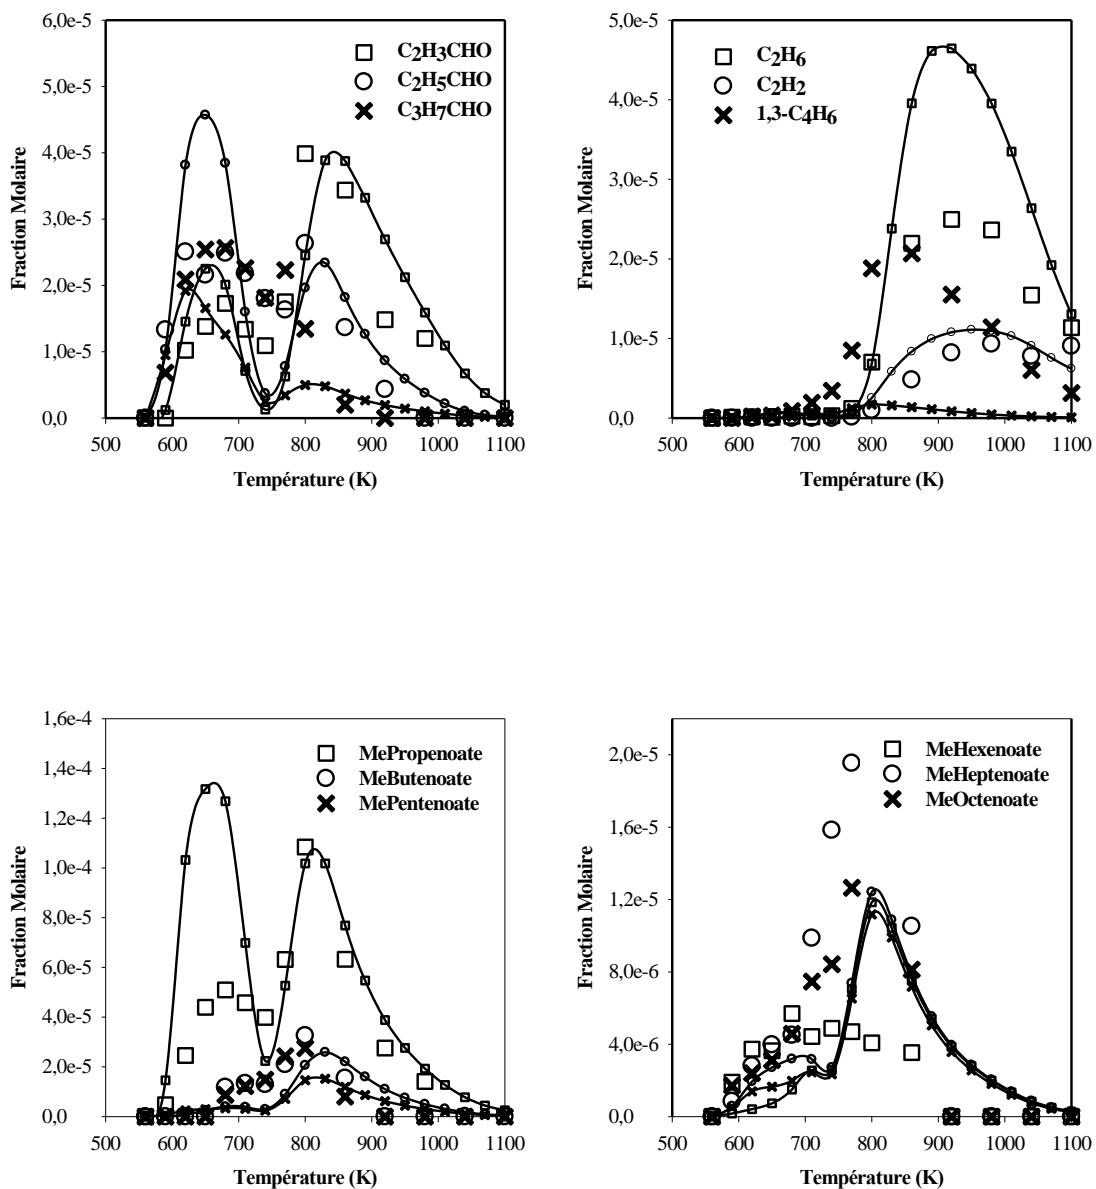 6,0e-5
5,0e-5
4,0e-5
3,0e-5
2,0e-5
1,0e-5
0,0
500 600 700 800 900 1000 1100
Fraction Molaire
Température (K)
C2H3CHO
C2H5CHO
C3H7CHO
5,0e-5
4,0e-5
3,0e-5
2,0e-5
1,0e-5
0,0
500 600 700 800 900 1000 1100
Fraction Molaire
Température (K)
C2H6
C2H2
1,3-C4H6
1,6e-4
1,4e-4
1,2e-4
1,0e-4
8,0e-5
6,0e-5
4,0e-5
2,0e-5
0,0
500 600 700 800 900 1000 1100
Fraction Molaire
Température (K)
MePropenoate
MeButenoate
MePentenoate
2,0e-5
1,6e-5
1,2e-5
8,0e-6
4,0e-6
0,0
500 600 700 800 900 1000 1100
Fraction Molaire
Température (K)
MeHexenoate
MeHeptenoate
MeOctenoate